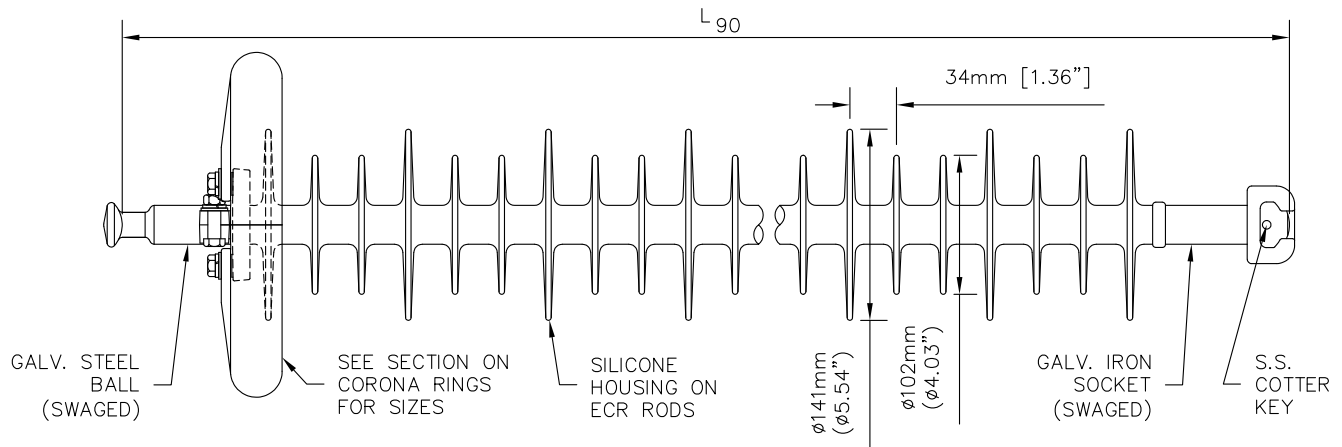 L90
34mm [1.36”]
GALV. STEEL
BALL
(SWAGED)
SEE SECTION ON
CORONA RINGS
FOR SIZES
SILICONE
HOUSING ON
ECR RODS
ø141mm
(ø5.54”)
ø102mm
(ø4.03”)
GALV. IRON
SOCKET
(SWAGED)
S.S.
COTTER
KEY